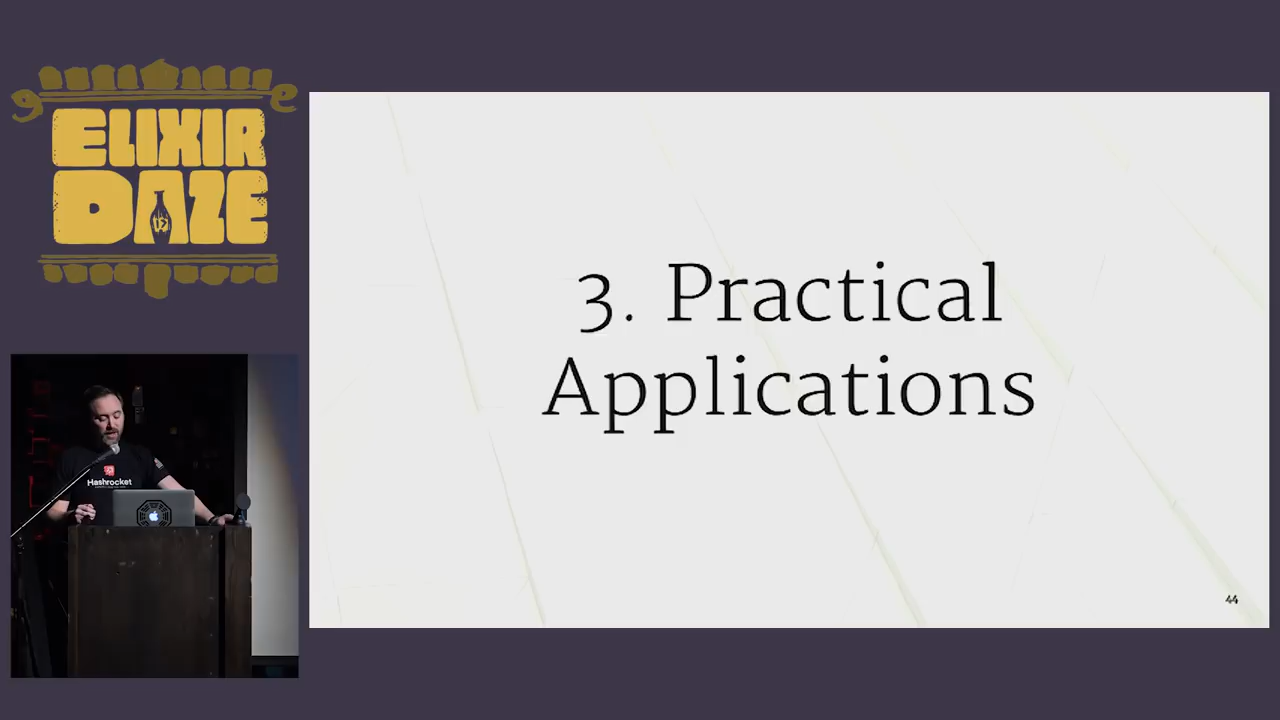 ELIXIR
DAZE
3. Practical
Applications
Hashrocket
44